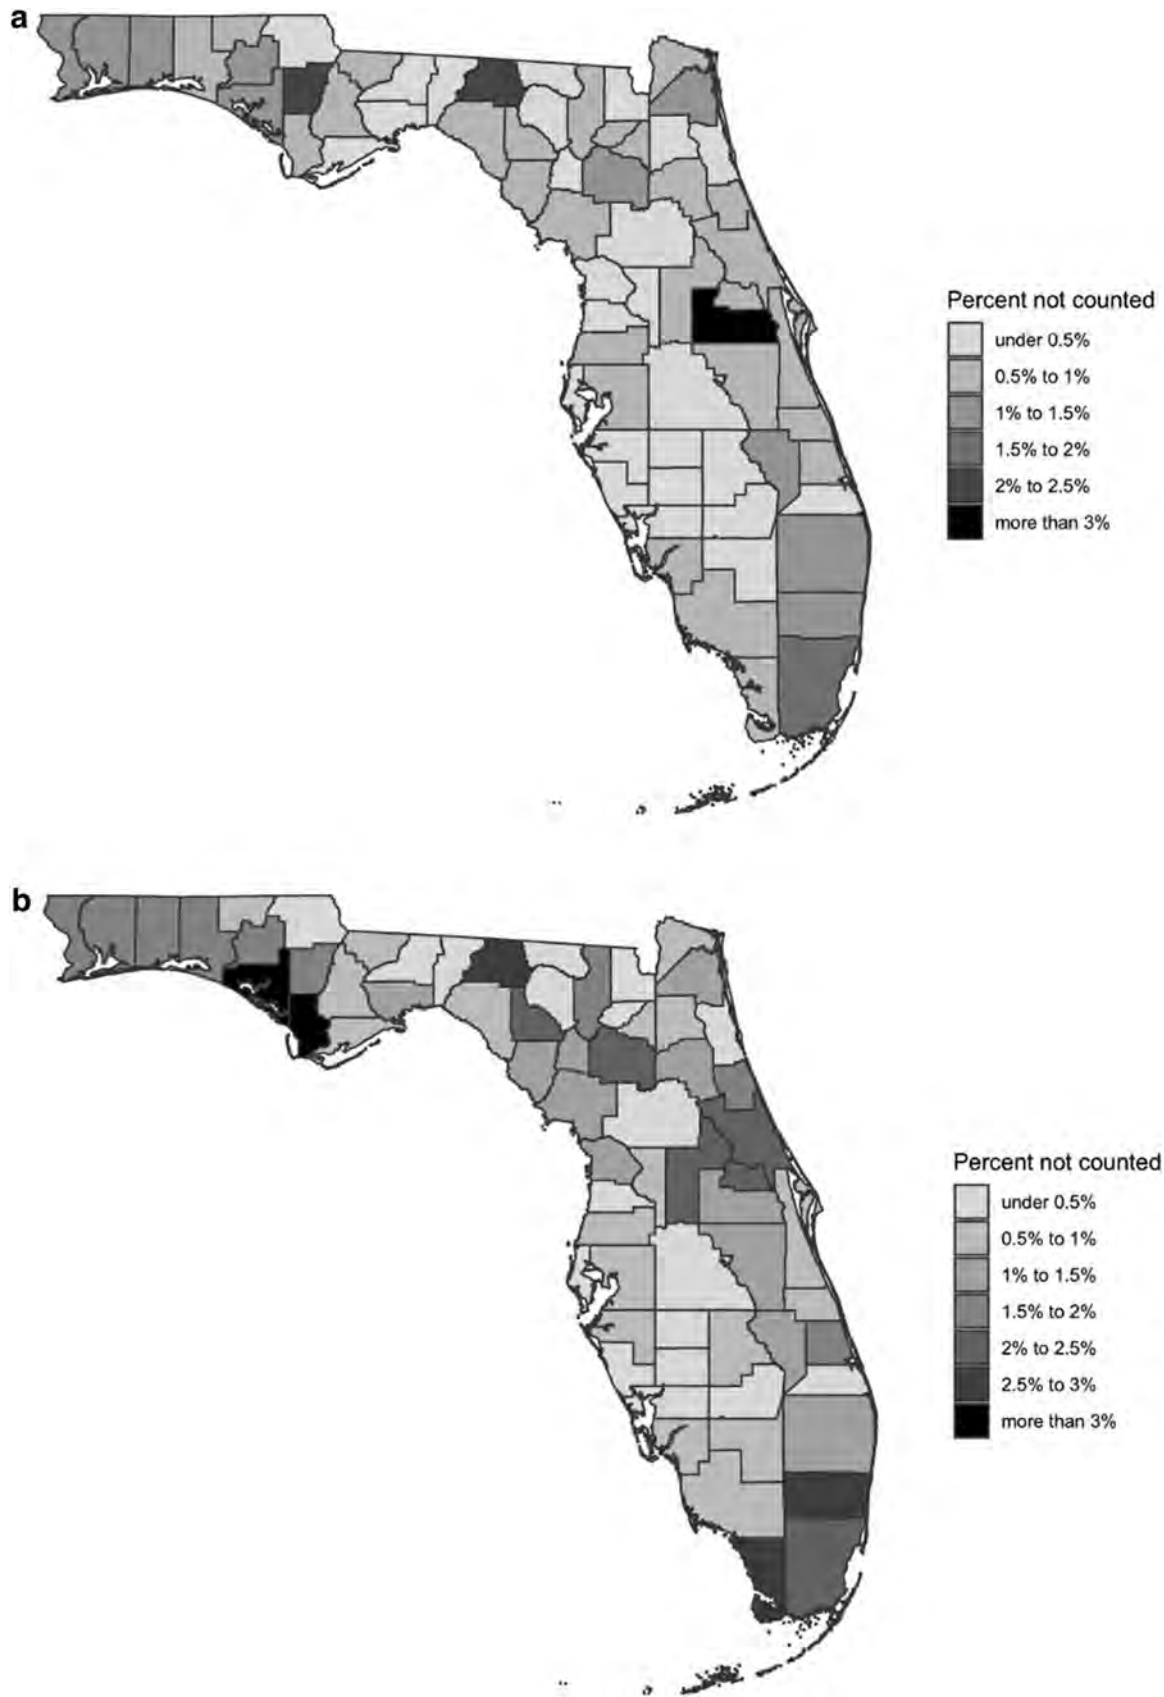 a
Percent not counted
under 0.5%
0.5% to 1%
1% to 1.5%
1.5% to 2%
2% to 2.5%
more than 3%
b
Percent not counted
under 0.5%
0.5% to 1%
1% to 1.5%
1.5% to 2%
2% to 2.5%
2.5% to 3%
more than 3%